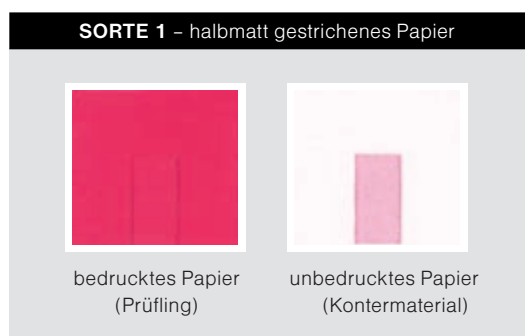 SORTE 1 – halbmatt gestrichenes Papier
bedrucktes Papier
(Prüfling)
unbedrucktes Papier
(Kontermaterial)